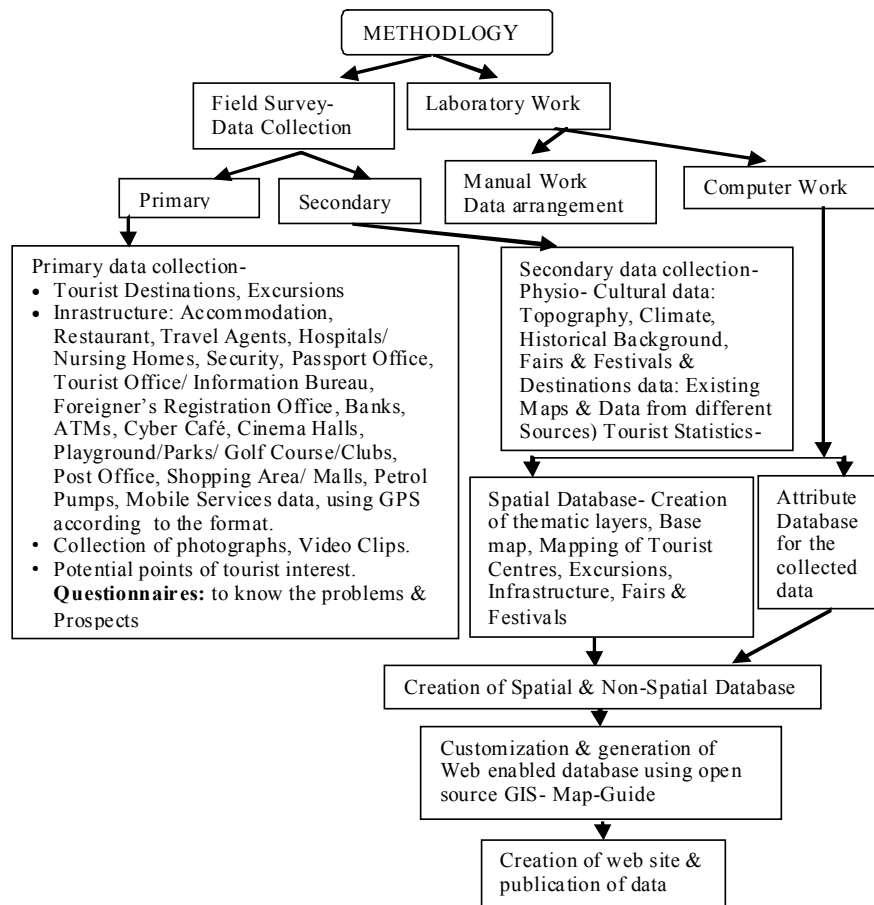 METHODLOGY
Field Survey-
Data Collection
Laboratory Work
Primary
Secondary
Manual Work
Data arrangement
Computer Work
Primary data collection-
• Tourist Destinations, Excursions
• Inrastructure: Accommodation,
Restaurant, Travel Agents, Hospitals/
Nursing Homes, Security, Passport Office,
Tourist Office/ Information Bureau,
Foreigner's Registration Office, Banks,
ATMs, Cyber Café, Cinema Halls,
Playground/Parks/ Golf Course/Clubs,
Post Office, Shopping Area/ Malls, Petrol
Pumps, Mobile Services data, using GPS
according to the format.
• Collection of photographs, Video Clips.
• Potential points of tourist interest.
Questionnaires: to know the problems &
Prospects
Secondary data collection-
Physio- Cultural data:
Topography, Climate,
Historical Background,
Fairs & Festivals &
Destinations data: Existing
Maps & Data from different
Sources) Tourist Statistics-
Spatial Database- Creation
of thematic layers, Base
map, Mapping of Tourist
Centres, Excursions,
Infrastructure, Fairs &
Festivals
Attribute
Database
for the
collected
data
Creation of Spatial & Non-Spatial Database
Customization & generation of
Web enabled database using open
source GIS- Map-Guide
Creation of web site &
publication of data